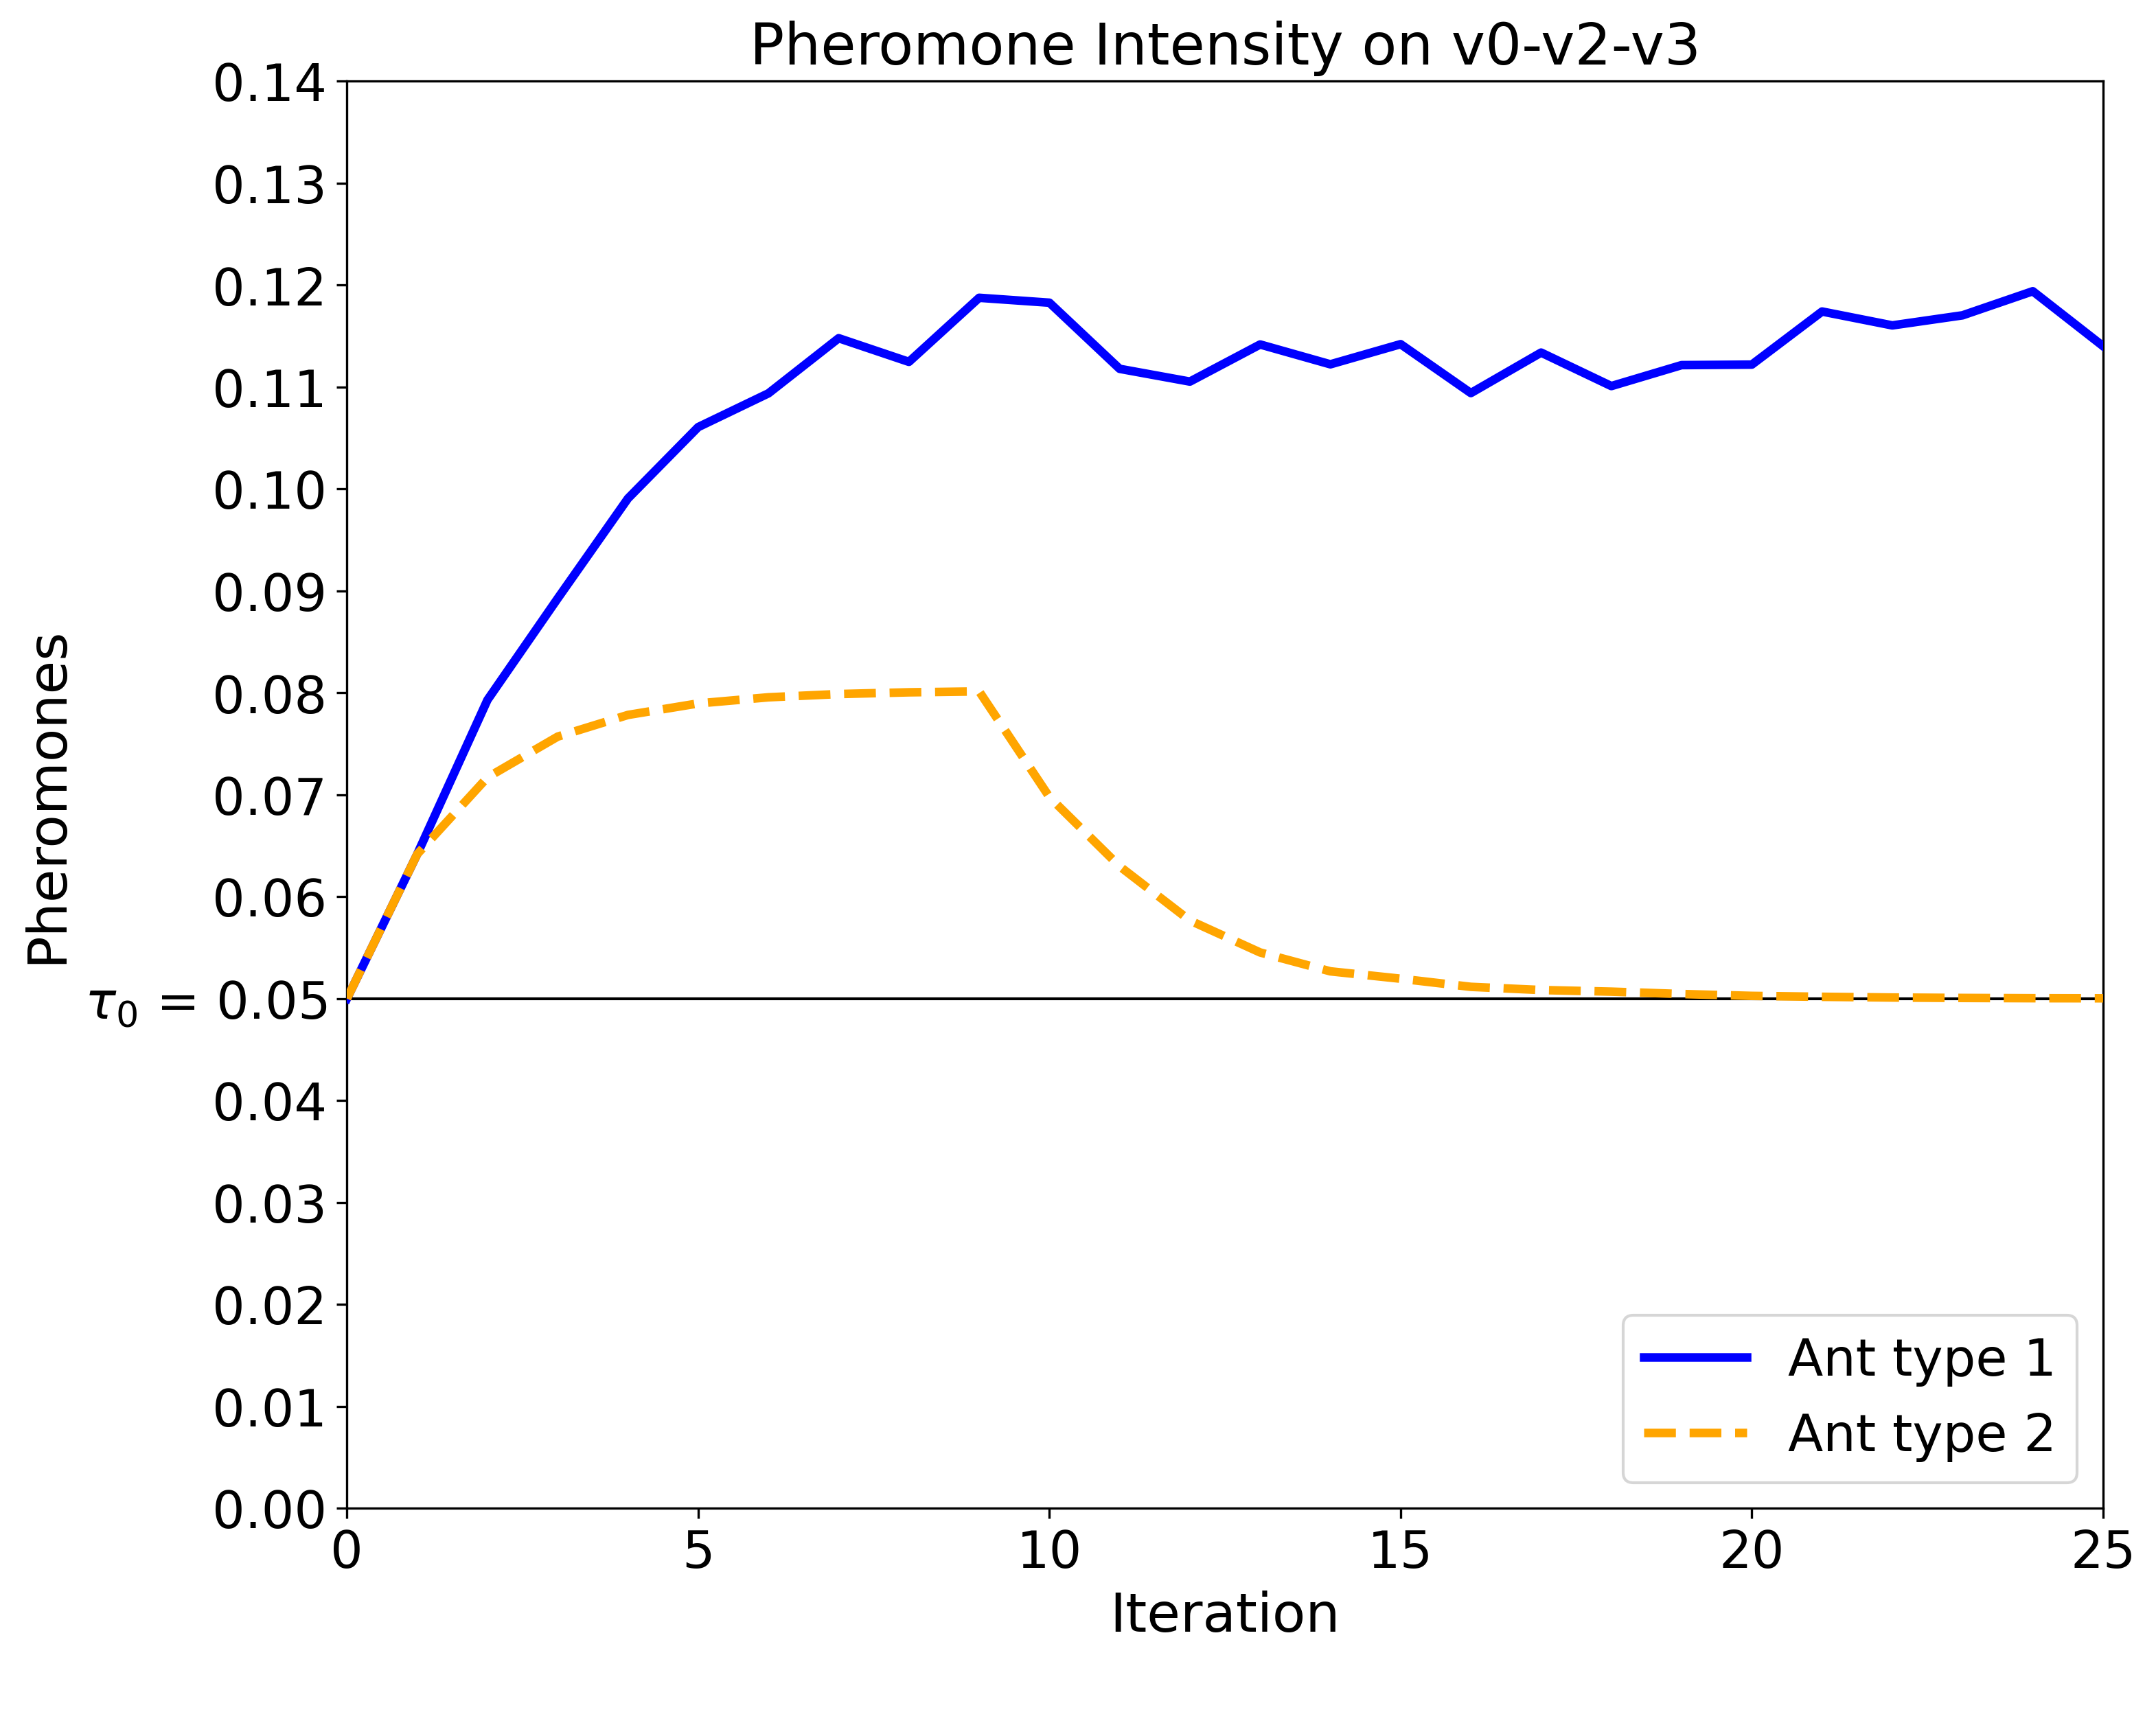 Pheromone Intensity on v0-v2-v3
0.14
0.13
0.12
0.11
0.10
0.09
0.08
0.07
0.06
τ₀ = 0.05
0.04
0.03
0.02
0.01
0.00
Pheromones
0 5 10 15 20 25
Iteration
Ant type 1
Ant type 2